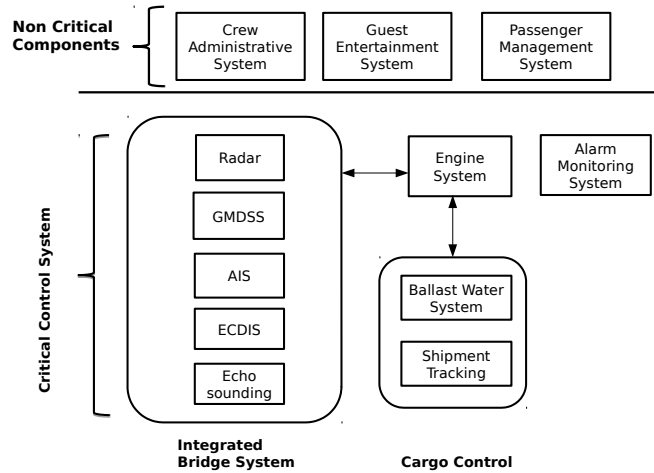 Non Critical
Components
Crew
Administrative
System
Guest
Entertainment
System
Passenger
Management
System
Critical Control System
Radar
GMDSS
AIS
ECDIS
Echo
sounding
Integrated
Bridge System
Engine
System
Alarm
Monitoring
System
Ballast Water
System
Shipment
Tracking
Cargo Control